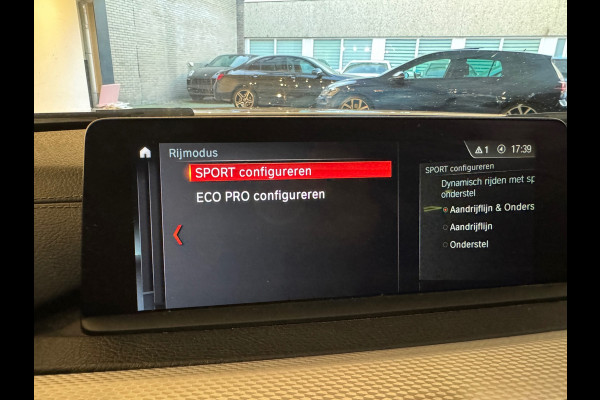 Rijmodus
1 17:39
SPORT configureren
ECO PRO configureren
SPORT configureren
Dynamisch rijden met sp
onderstel
Aandrijflijn & Onders
Aandrijflijn
Onderstel